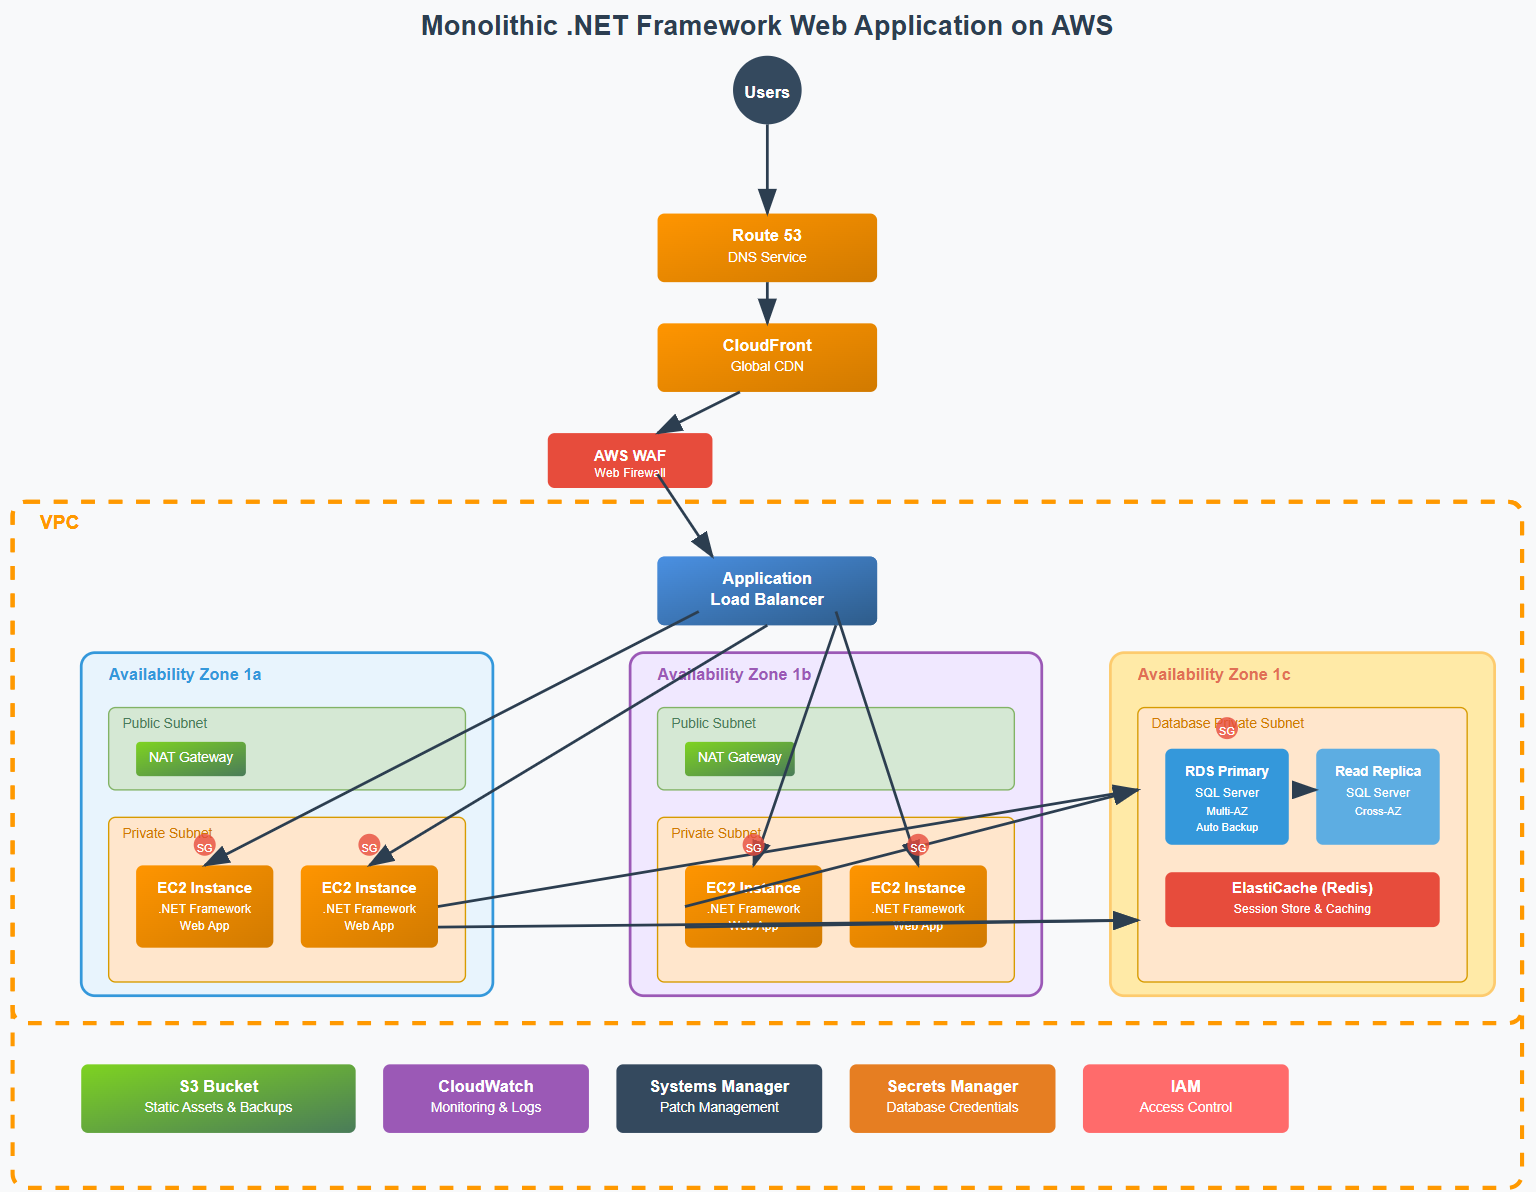 Monolithic .NET Framework Web Application on AWS
Users
Route 53
DNS Service
CloudFront
Global CDN
AWS WAF
Web Firewall
VPC
Application
Load Balancer
Availability Zone 1a
Public Subnet
NAT Gateway
Private Subnet
SG
SG
EC2 Instance
.NET Framework
Web App
EC2 Instance
.NET Framework
Web App
Availability Zone 1b
Public Subnet
NAT Gateway
Private Subnet
SG
SG
EC2 Instance
.NET Framework
Web App
EC2 Instance
.NET Framework
Web App
Availability Zone 1c
Database Private Subnet
SG
RDS Primary
SQL Server
Multi-AZ
Auto Backup
Read Replica
SQL Server
Cross-AZ
ElastiCache (Redis)
Session Store & Caching
S3 Bucket
Static Assets & Backups
CloudWatch
Monitoring & Logs
Systems Manager
Patch Management
Secrets Manager
Database Credentials
IAM
Access Control